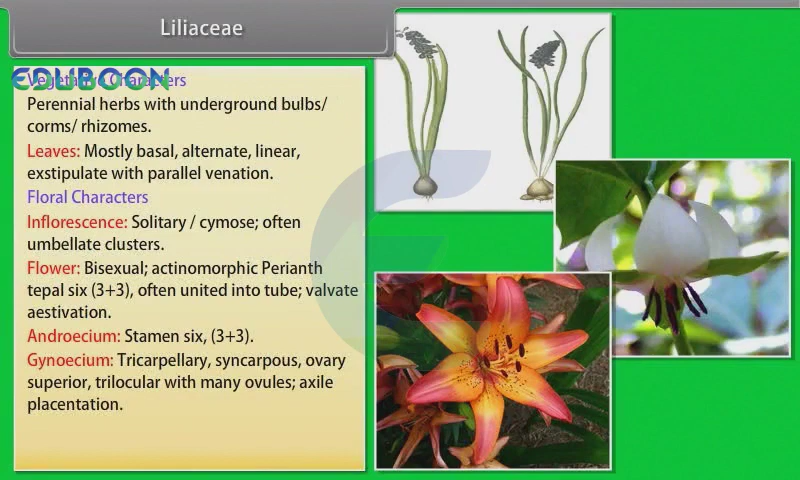 Liliaceae
EDUBOON
Vegetative Characters
Perennial herbs with underground bulbs/
corms/ rhizomes.
Leaves: Mostly basal, alternate, linear,
exstipulate with parallel venation.
Floral Characters
Inflorescence: Solitary / cymose; often
umbellate clusters.
Flower: Bisexual; actinomorphic Perianth
tepal six (3+3), often united into tube; valvate
aestivation.
Androecium: Stamen six, (3+3).
Gynoecium: Tricarpellary, syncarpous, ovary
superior, trilocular with many ovules; axile
placentation.